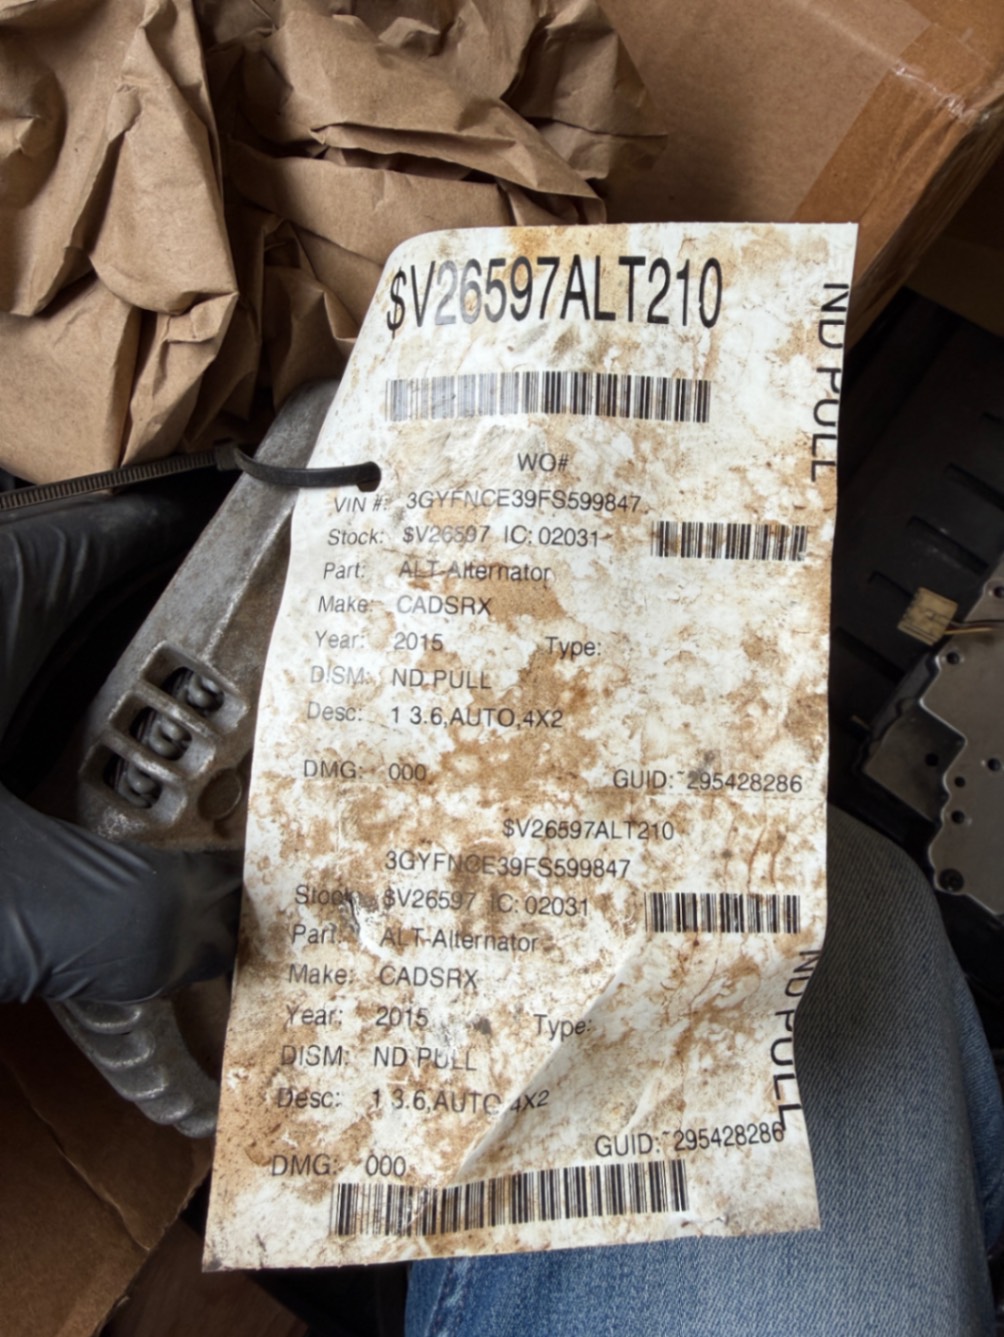 $V26597ALT210
ND PULL
WO#
VIN #: 3GYFNCE39FS599847
Stock: $V26597 IC: 02031
Part: ALT-Alternator
Make: CADSRX
Year: 2015 Type:
DISM: ND PULL
Desc: 1 3.6,AUTO,4X2
DMG: 000 GUID: 295428286
$V26597ALT210
3GYFNCE39FS599847
Stock: $V26597 IC: 02031
Part: ALT-Alternator
Make: CADSRX
Year: 2015 Type:
DISM: ND PULL
Desc: 1 3.6,AUTO,4X2
ND PULL
DMG: 000 GUID: 295428286